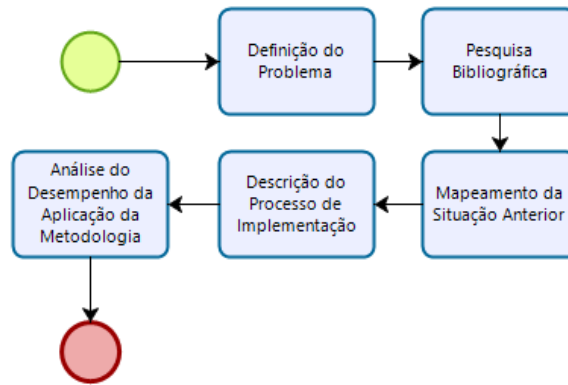 Definição do
Problema
Pesquisa
Bibliográfica
Mapeamento da
Situação Anterior
Descrição do
Processo de
Implementação
Análise do
Desempenho da
Aplicação da
Metodologia